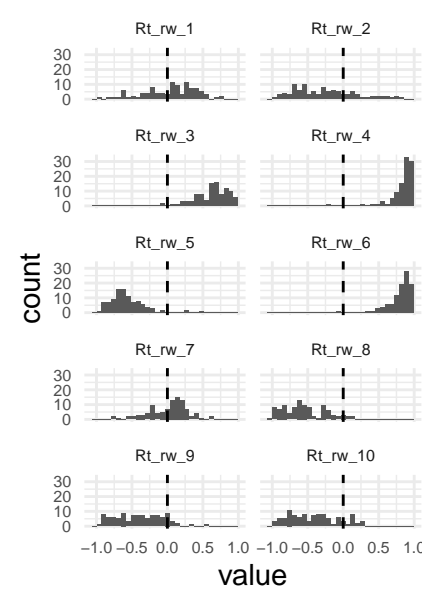 Rt_rw_1 Rt_rw_2
30
20
10
0
Rt_rw_3 Rt_rw_4
30
20
10
0
Rt_rw_5 Rt_rw_6
30
20
10
0
Rt_rw_7 Rt_rw_8
30
20
10
0
Rt_rw_9 Rt_rw_10
30
20
10
0
count
−1.0 −0.5 0.0 0.5 1.0 −1.0 −0.5 0.0 0.5 1.0
value